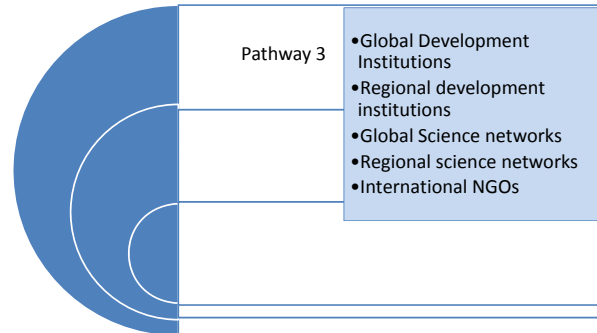 Pathway 3
•Global Development
Institutions
•Regional development
institutions
•Global Science networks
•Regional science networks
•International NGOs